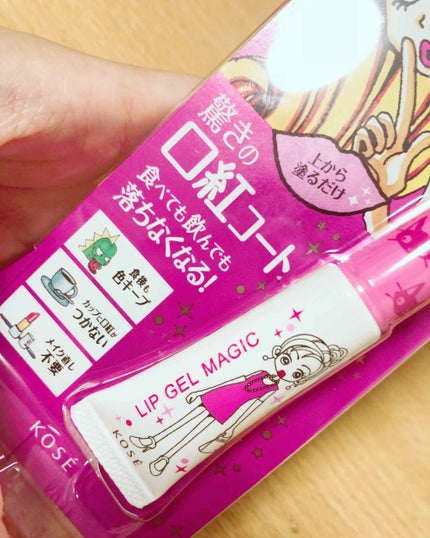 驚きの
口紅コート
食べても飲んでも
落ちなくなる!
上から
塗るだけ
食後も
色キープ
カップに口紅が
つかない
メイク直し
不要
KOSÉ
LIP GEL MAGIC
KOSÉ